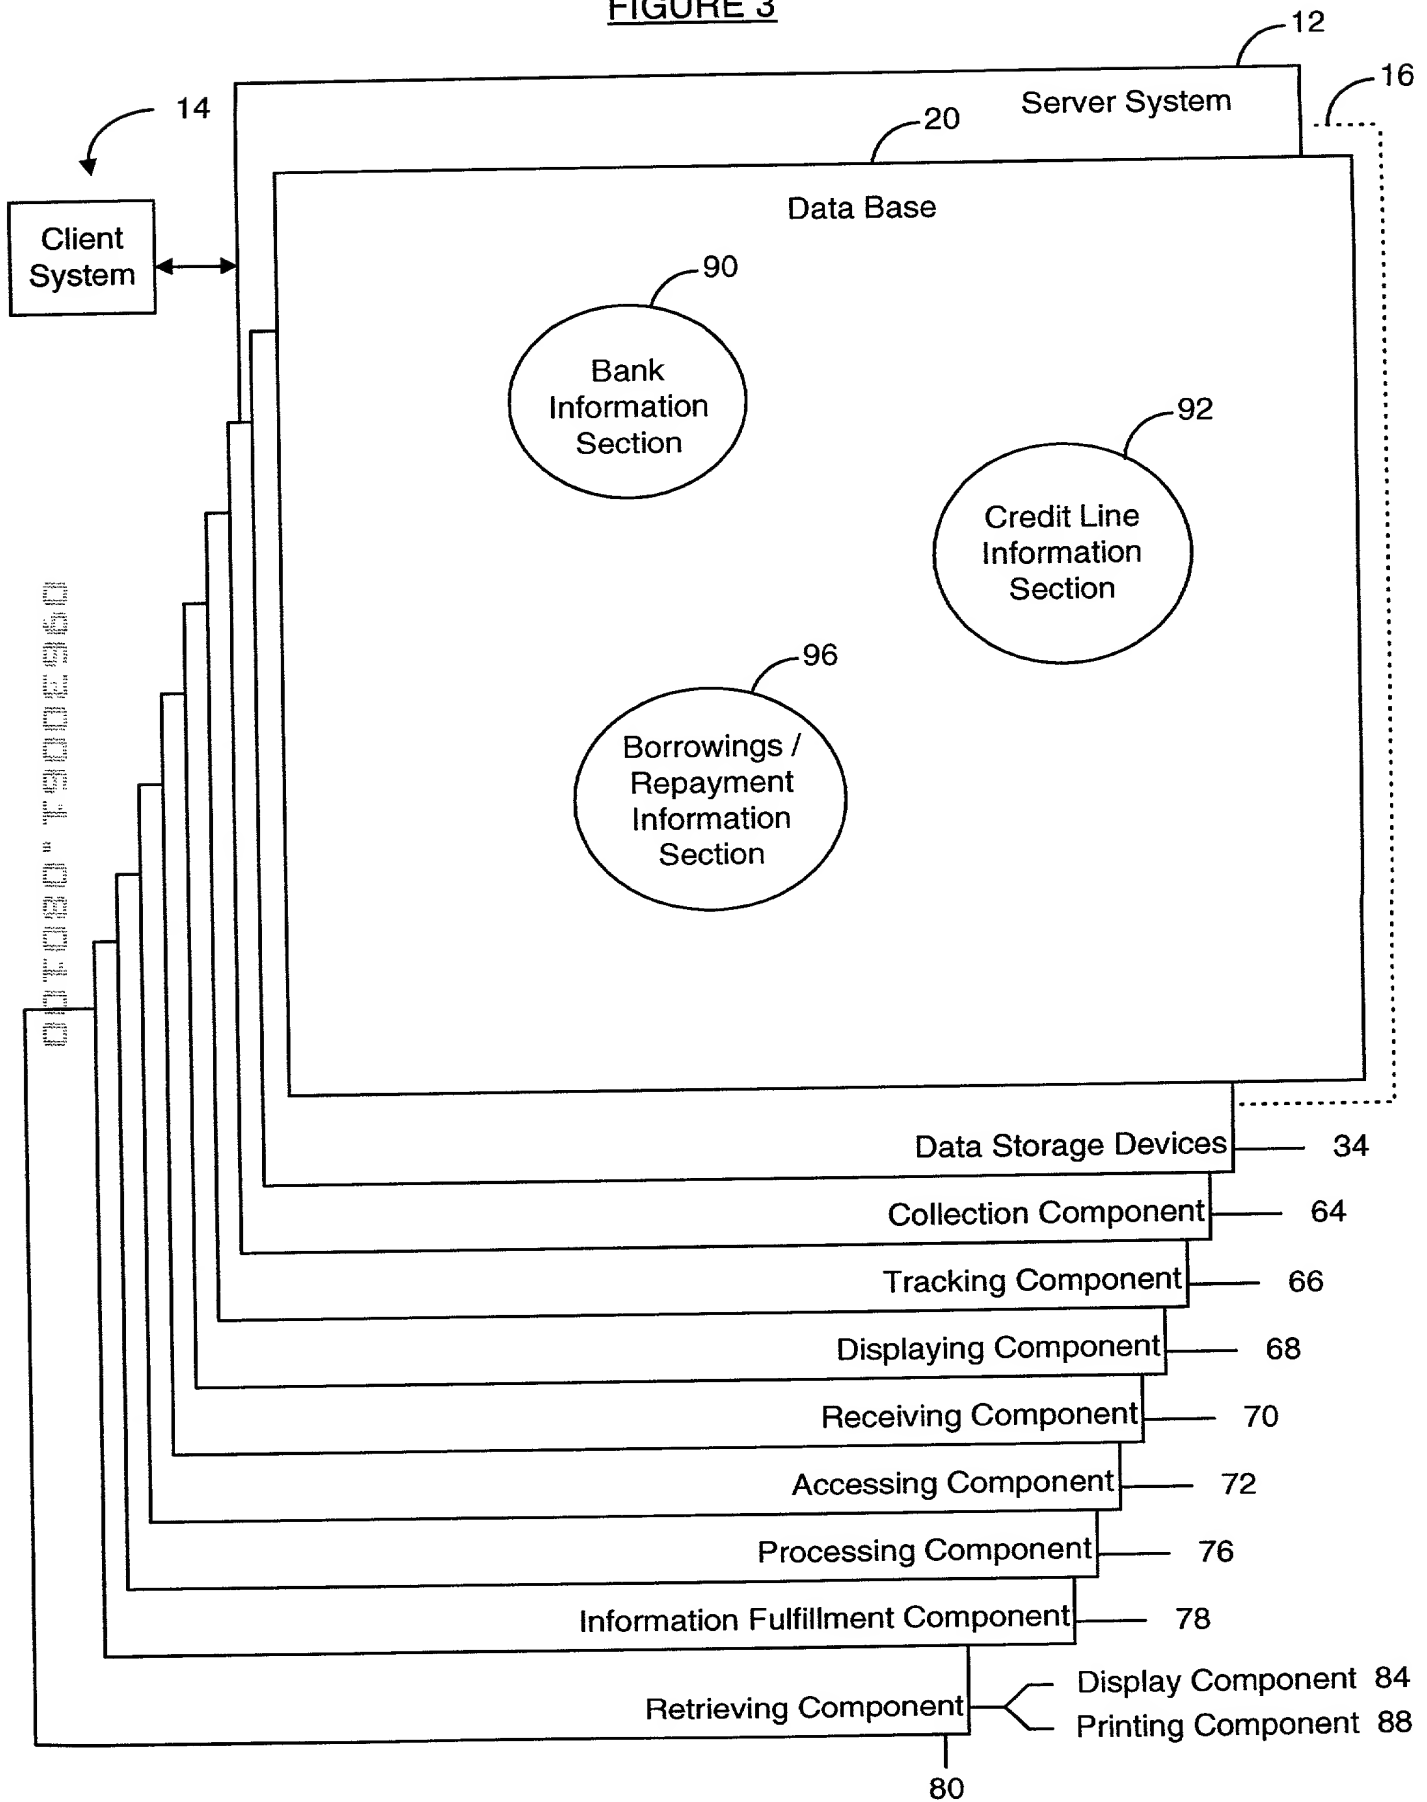 FIGURE 3
12
16
14
Server System
20
Data Base
Client
System
90
Bank
Information
Section
92
Credit Line
Information
Section
96
Borrowings /
Repayment
Information
Section
Data Storage Devices 34
Collection Component 64
Tracking Component 66
Displaying Component 68
Receiving Component 70
Accessing Component 72
Processing Component 76
Information Fulfillment Component 78
Display Component 84
Retrieving Component
Printing Component 88
80